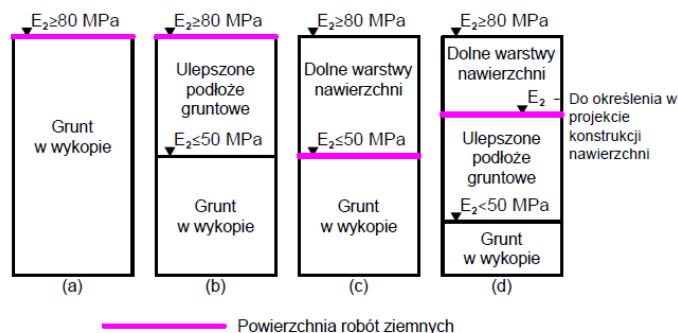 E₂≥80 MPa
Grunt
w wykopie
(a)
E₂≥80 MPa
Ulepszone
podłoże
gruntowe
E₂≤50 MPa
Grunt
w wykopie
(b)
E₂≥80 MPa
Dolne warstwy
nawierzchni
E₂≤50 MPa
Grunt
w wykopie
(c)
E₂≥80 MPa
Dolne warstwy
nawierzchni
E₂ - Do określenia w
projekcie
konstrukcji
nawierzchni
Ulepszone
podłoże
gruntowe
E₂<50 MPa
Grunt
w wykopie
(d)
Powierzchnia robót ziemnych